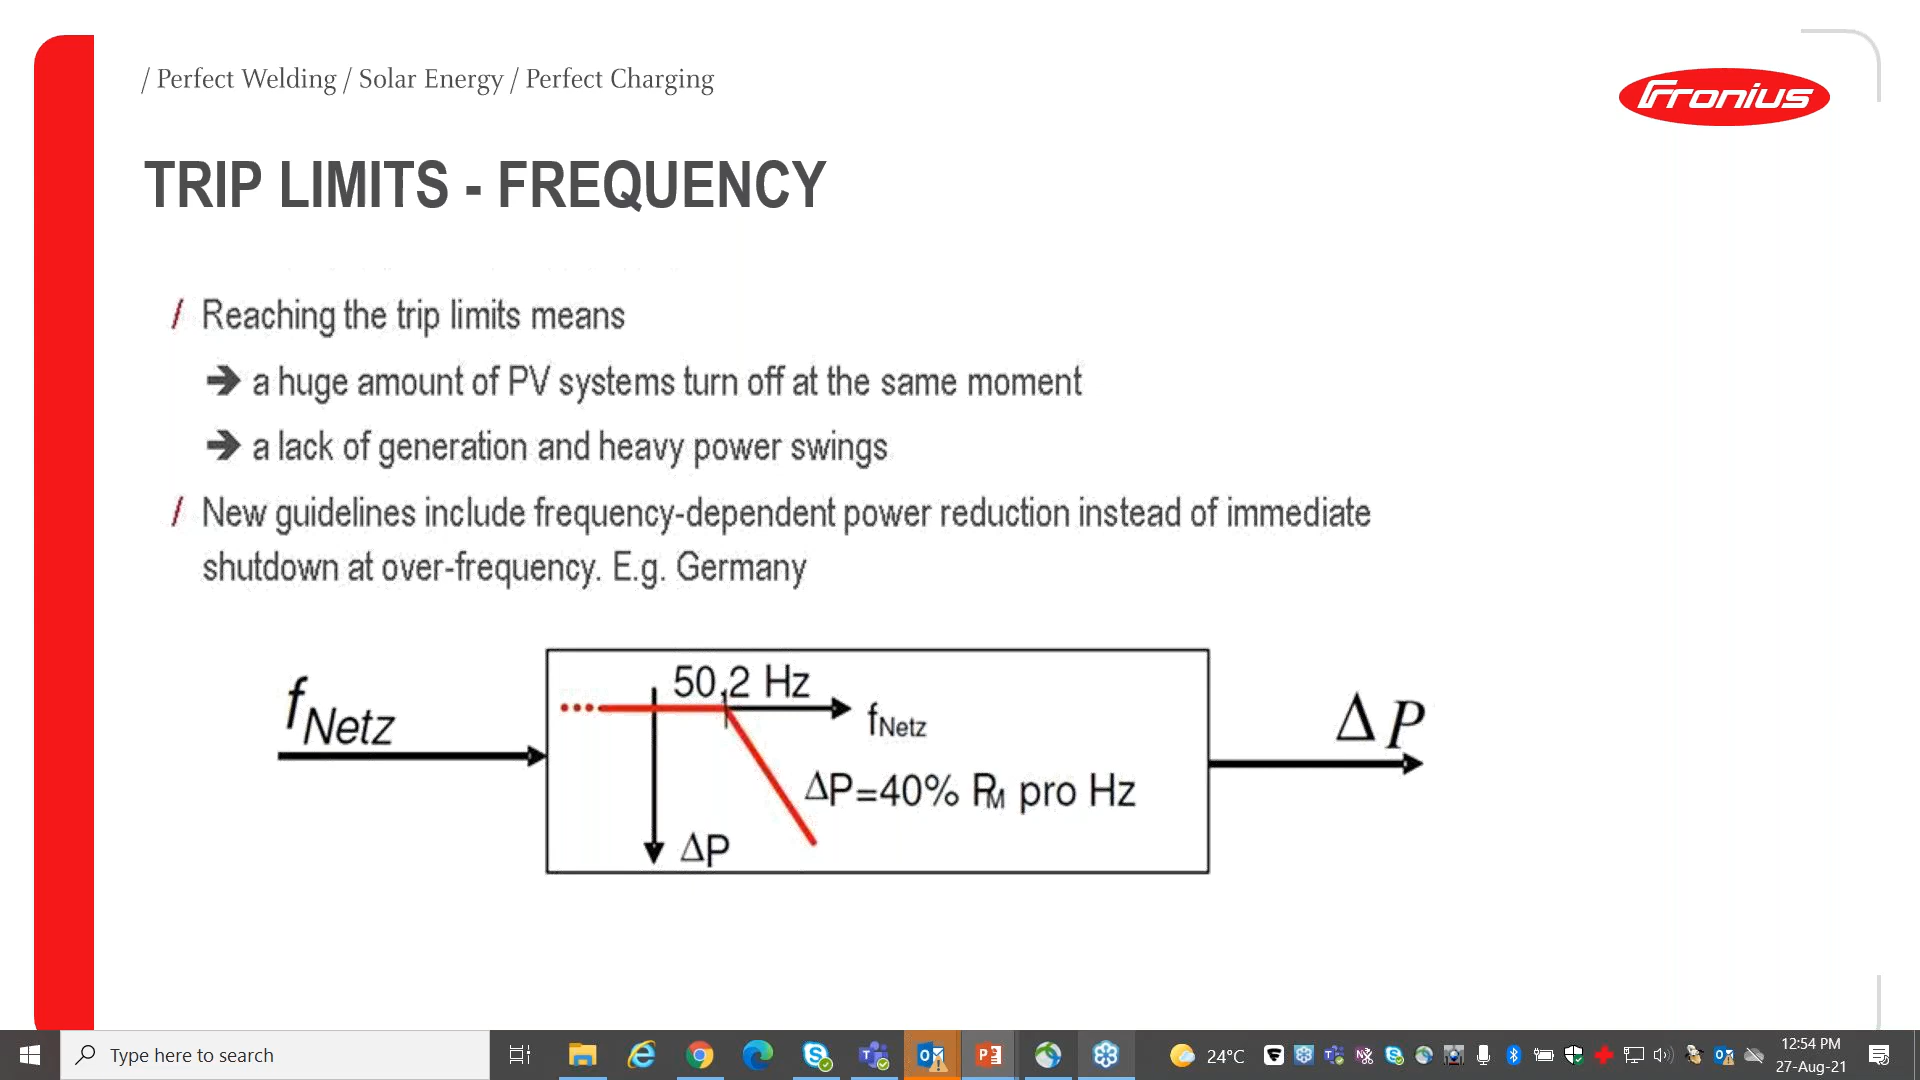 / Perfect Welding / Solar Energy / Perfect Charging
Fronius
TRIP LIMITS - FREQUENCY
/ Reaching the trip limits means
➔ a huge amount of PV systems turn off at the same moment
➔ a lack of generation and heavy power swings
/ New guidelines include frequency-dependent power reduction instead of immediate
shutdown at over-frequency. E.g. Germany
fNetz
50,2 Hz
fNetz
ΔP=40% PM pro Hz
ΔP
ΔP
Type here to search
24°C
12:54 PM
27-Aug-21